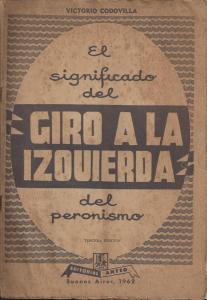 VICTORIO CODOVILLA
El
significado
del
GIRO A LA
IZQUIERDA
del
peronismo
TERCERA EDICION
EDITORIAL ANTEO
Buenos Aires, 1962